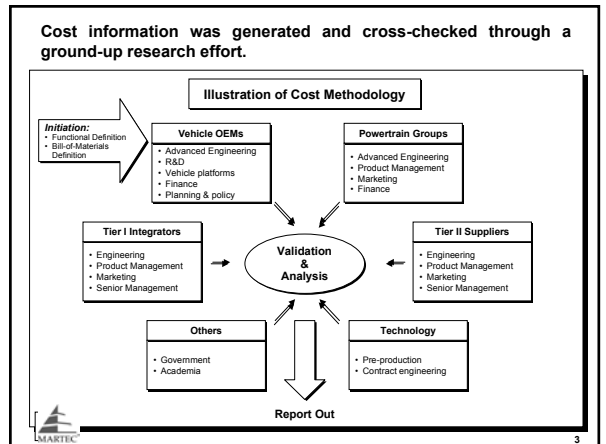 Cost information was generated and cross-checked through a
ground-up research effort.
Illustration of Cost Methodology
Initiation:
• Functional Definition
• Bill-of-Materials
Definition
Vehicle OEMs
• Advanced Engineering
• R&D
• Vehicle platforms
• Finance
• Planning & policy
Powertrain Groups
• Advanced Engineering
• Product Management
• Marketing
• Finance
Tier I Integrators
• Engineering
• Product Management
• Marketing
• Senior Management
Validation
&
Analysis
Tier II Suppliers
• Engineering
• Product Management
• Marketing
• Senior Management
Others
• Government
• Academia
Technology
• Pre-production
• Contract engineering
Report Out
MARTEC
3